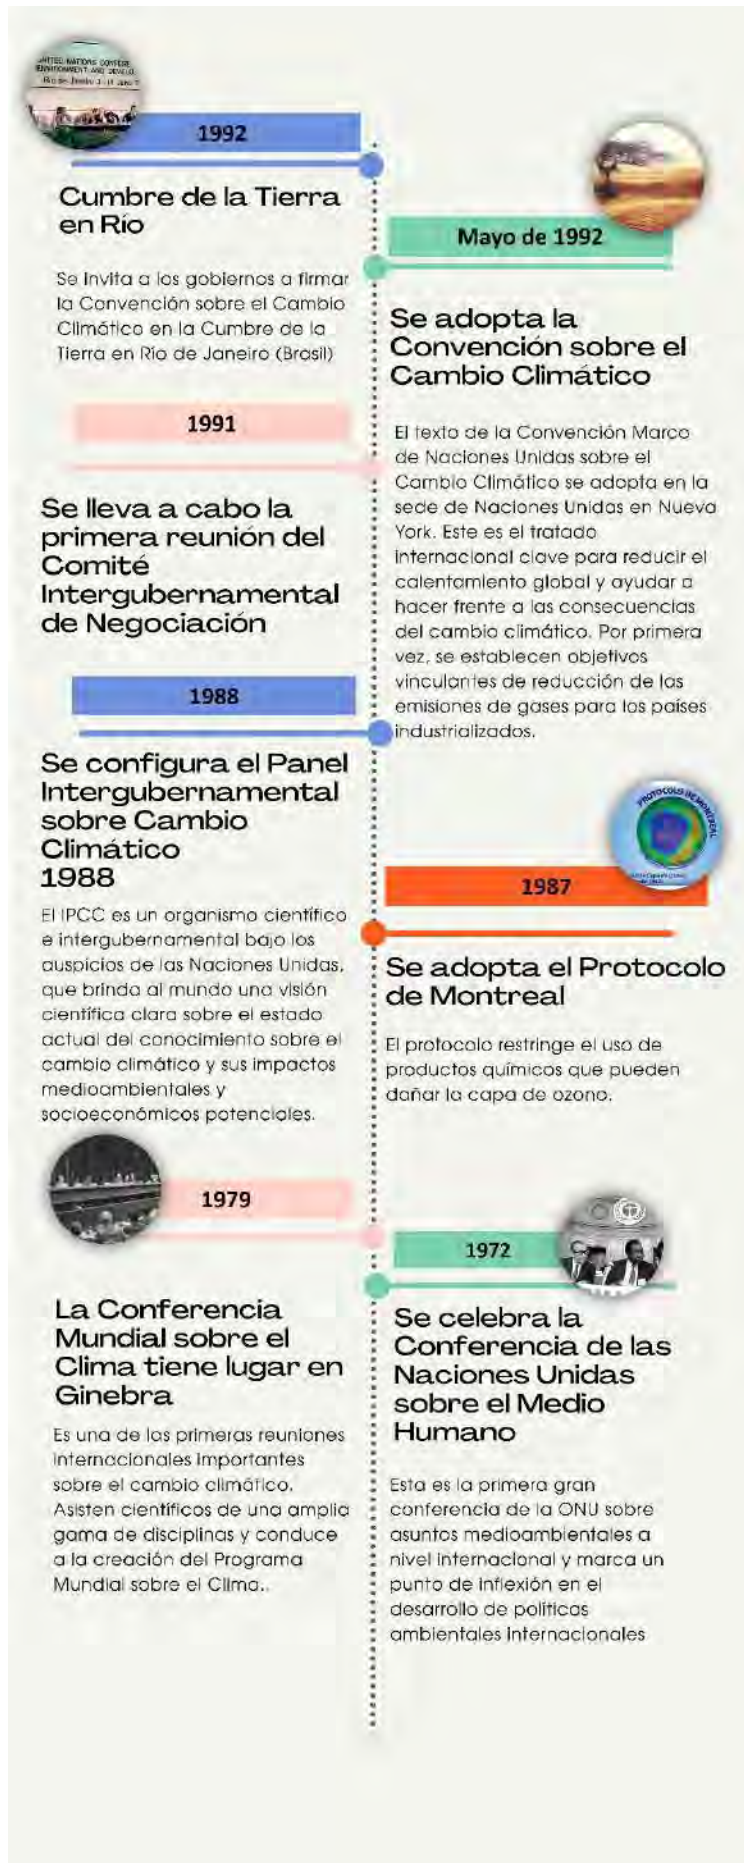 UNITED NATIONS CONFERE
1992
Cumbre de la Tierra
en Río
Se invita a los gobiernos a firmar
la Convención sobre el Cambio
Climático en la Cumbre de la
Tierra en Río de Janeiro (Brasil)
Mayo de 1992
Se adopta la
Convención sobre el
Cambio Climático
El texto de la Convención Marco
de Naciones Unidas sobre el
Cambio Climático se adopta en la
sede de Naciones Unidas en Nueva
York. Este es el tratado
internacional clave para reducir el
calentamiento global y ayudar a
hacer frente a las consecuencias
del cambio climático. Por primera
vez, se establecen objetivos
vinculantes de reducción de las
emisiones de gases para los países
industrializados.
1991
Se lleva a cabo la
primera reunión del
Comité
Intergubernamental
de Negociación
1988
Se configura el Panel
Intergubernamental
sobre Cambio
Climático
1988
El IPCC es un organismo científico
e intergubernamental bajo los
auspicios de las Naciones Unidas,
que brinda al mundo una visión
científica clara sobre el estado
actual del conocimiento sobre el
cambio climático y sus impactos
medioambientales y
socioeconómicos potenciales.
PROTOCOLO DE MONTREAL
1987
Se adopta el Protocolo
de Montreal
El protocolo restringe el uso de
productos químicos que pueden
dañar la capa de ozono.
1979
La Conferencia
Mundial sobre el
Clima tiene lugar en
Ginebra
Es una de las primeras reuniones
internacionales importantes
sobre el cambio climático.
Asisten científicos de una amplia
gama de disciplinas y conduce
a la creación del Programa
Mundial sobre el Clima..
1972
Se celebra la
Conferencia de las
Naciones Unidas
sobre el Medio
Humano
Esta es la primera gran
conferencia de la ONU sobre
asuntos medioambientales a
nivel internacional y marca un
punto de inflexión en el
desarrollo de políticas
ambientales internacionales